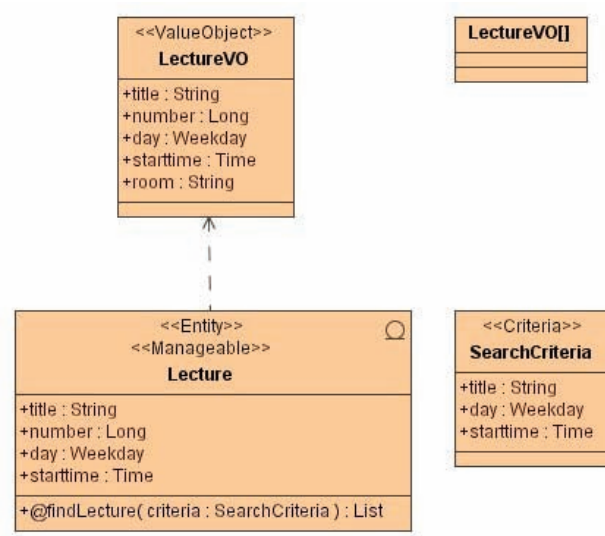 <<ValueObject>>
LectureVO
+title : String
+number : Long
+day : Weekday
+starttime : Time
+room : String
LectureVO[]
<<Entity>>
<<Manageable>>
Lecture
+title : String
+number : Long
+day : Weekday
+starttime : Time
+@findLecture( criteria : SearchCriteria ) : List
<<Criteria>>
SearchCriteria
+title : String
+day : Weekday
+starttime : Time